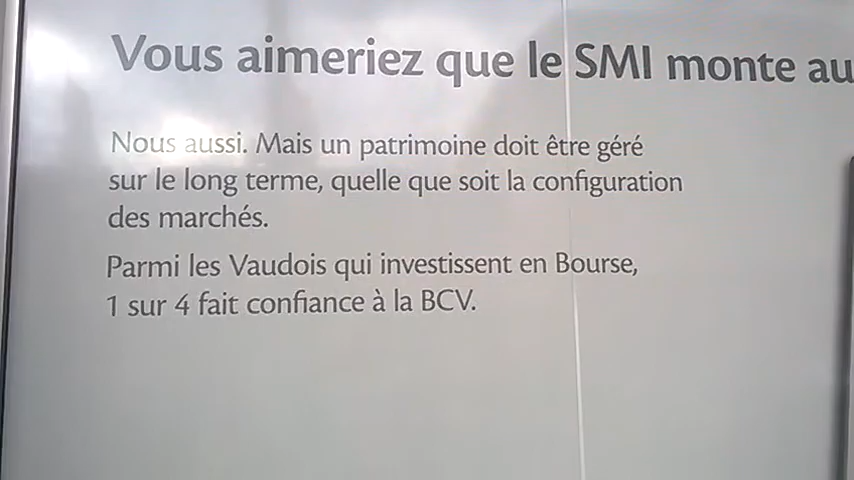 Vous aimeriez que le SMI monte au
Nous aussi. Mais un patrimoine doit être géré
sur le long terme, quelle que soit la configuration
des marchés.
Parmi les Vaudois qui investissent en Bourse,
1 sur 4 fait confiance à la BCV.